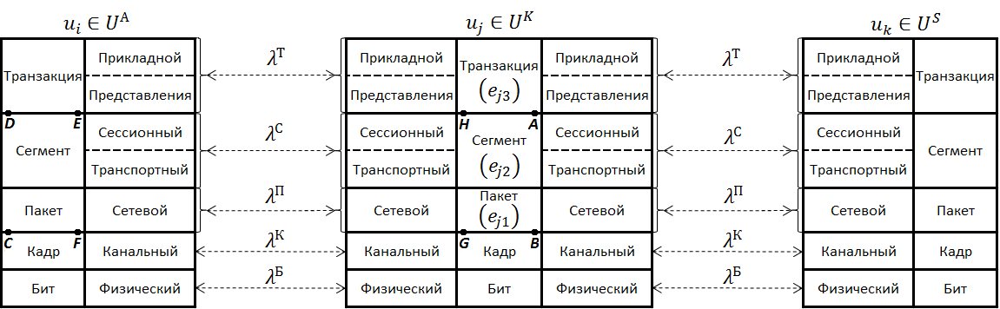 u_i ∈ U^A u_j ∈ U^K u_k ∈ U^S
Прикладной λ^Т Прикладной Транзакция Прикладной λ^Т Прикладной
Транзакция Представления Представления (e_j3) Представления Представления Транзакция
D E H A
Сегмент Сессионный λ^С Сессионный Сегмент Сессионный λ^С Сессионный Сегмент
Транспортный Транспортный (e_j2) Транспортный Транспортный
Пакет Сетевой λ^П Сетевой Пакет (e_j1) Сетевой λ^П Сетевой Пакет
C F G B
Кадр Канальный λ^К Канальный Кадр Канальный λ^К Канальный Кадр
Бит Физический λ^Б Физический Бит Физический λ^Б Физический Бит